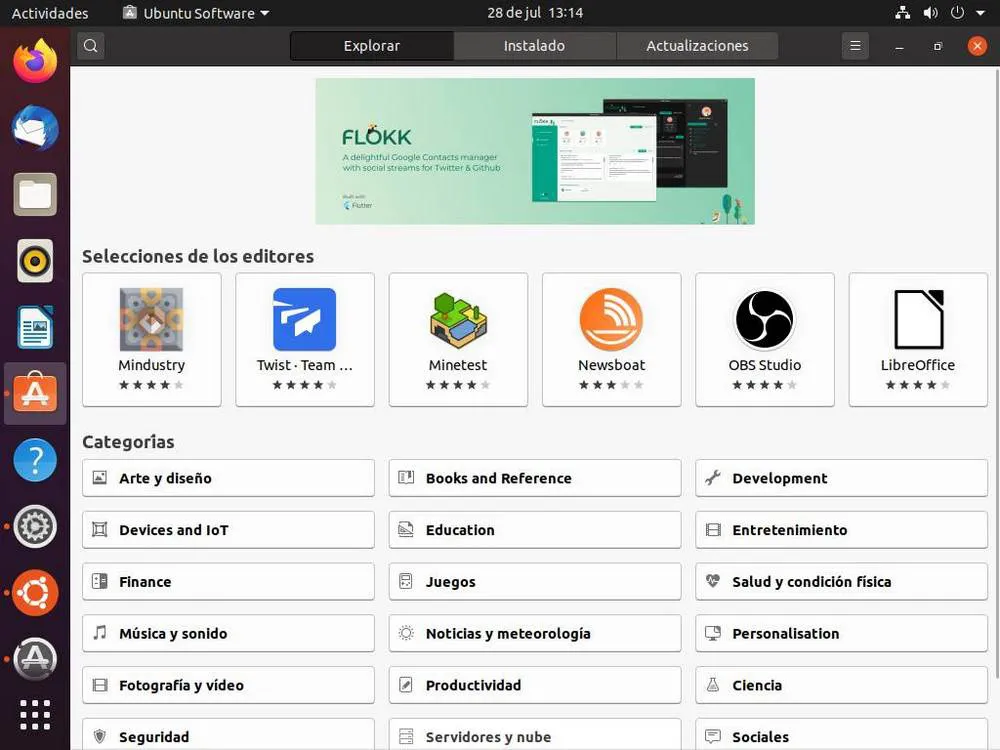 Actividades
Ubuntu Software
28 de jul 13:14
Explorar
Instalado
Actualizaciones
FLOKK
A delightful Google Contacts manager
with social streams for Twitter & Github
Built with
Flutter
Selecciones de los editores
Mindustry
Twist · Team ...
Minetest
Newsboat
OBS Studio
LibreOffice
Categorías
Arte y diseño
Books and Reference
Development
Devices and IoT
Education
Entretenimiento
Finance
Juegos
Salud y condición física
Música y sonido
Noticias y meteorología
Personalisation
Fotografía y vídeo
Productividad
Ciencia
Seguridad
Servidores y nube
Sociales